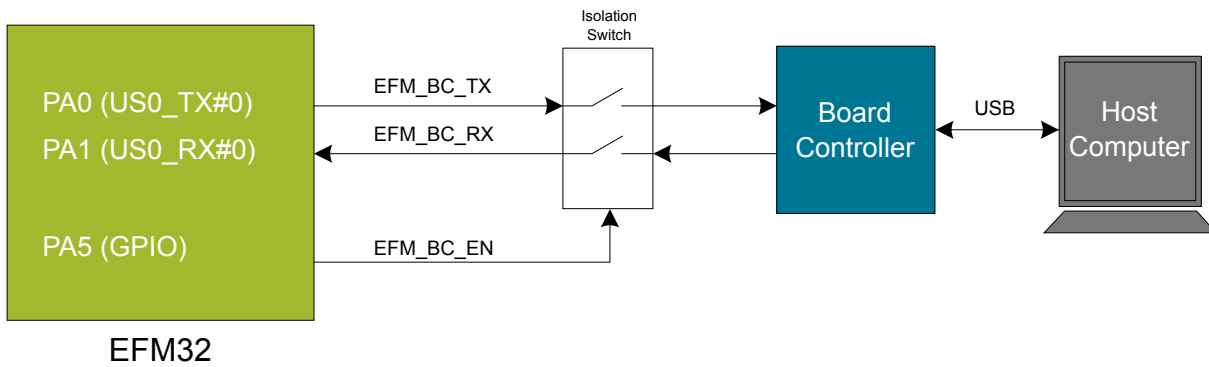 Isolation
Switch
PA0 (US0_TX#0)
EFM_BC_TX
PA1 (US0_RX#0)
EFM_BC_RX
Board
Controller
USB
Host
Computer
PA5 (GPIO)
EFM_BC_EN
EFM32